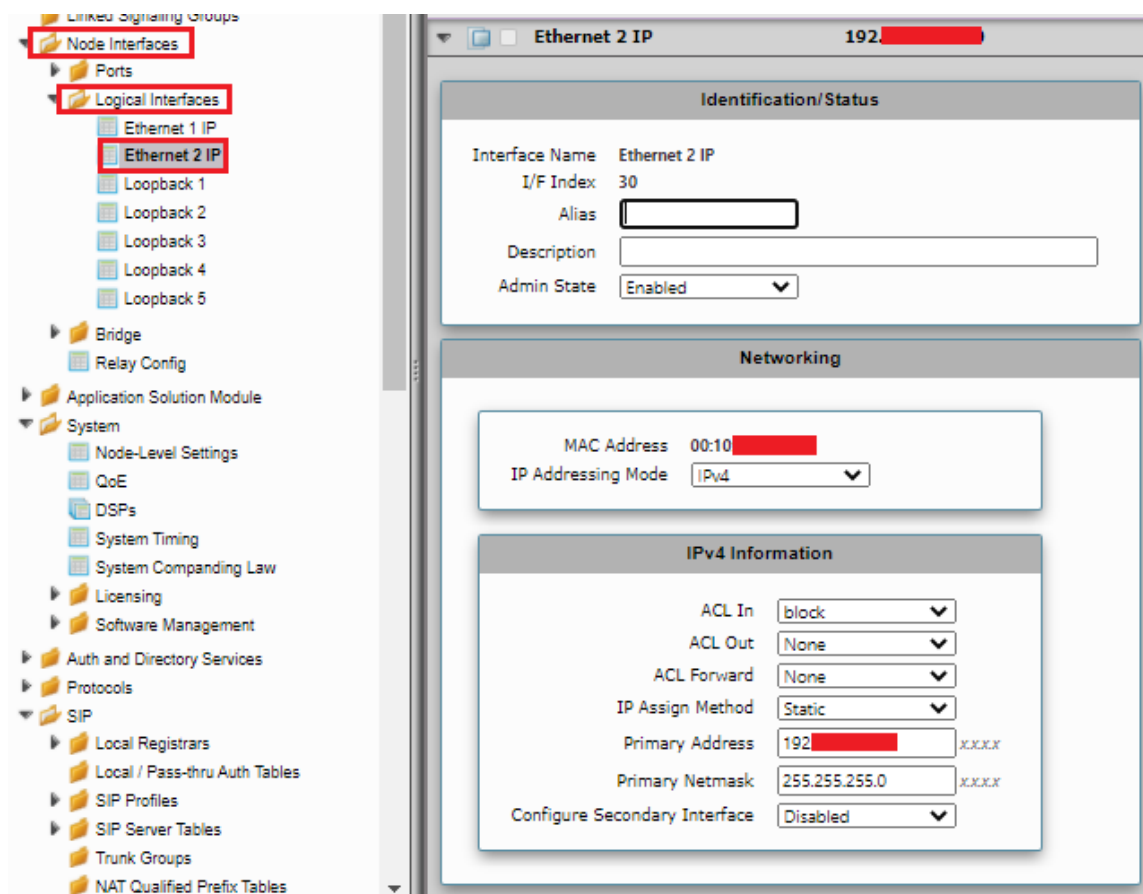 Linked Signaling Groups
Node Interfaces
Ports
Logical Interfaces
Ethernet 1 IP
Ethernet 2 IP
Loopback 1
Loopback 2
Loopback 3
Loopback 4
Loopback 5
Bridge
Relay Config
Application Solution Module
System
Node-Level Settings
QoE
DSPs
System Timing
System Companding Law
Licensing
Software Management
Auth and Directory Services
Protocols
SIP
Local Registrars
Local / Pass-thru Auth Tables
SIP Profiles
SIP Server Tables
Trunk Groups
NAT Qualified Prefix Tables
Ethernet 2 IP 192.
Identification/Status
Interface Name Ethernet 2 IP
I/F Index 30
Alias
Description
Admin State Enabled
Networking
MAC Address 00:10
IP Addressing Mode IPv4
IPv4 Information
ACL In block
ACL Out None
ACL Forward None
IP Assign Method Static
Primary Address 192 x.x.x.x
Primary Netmask 255.255.255.0 x.x.x.x
Configure Secondary Interface Disabled